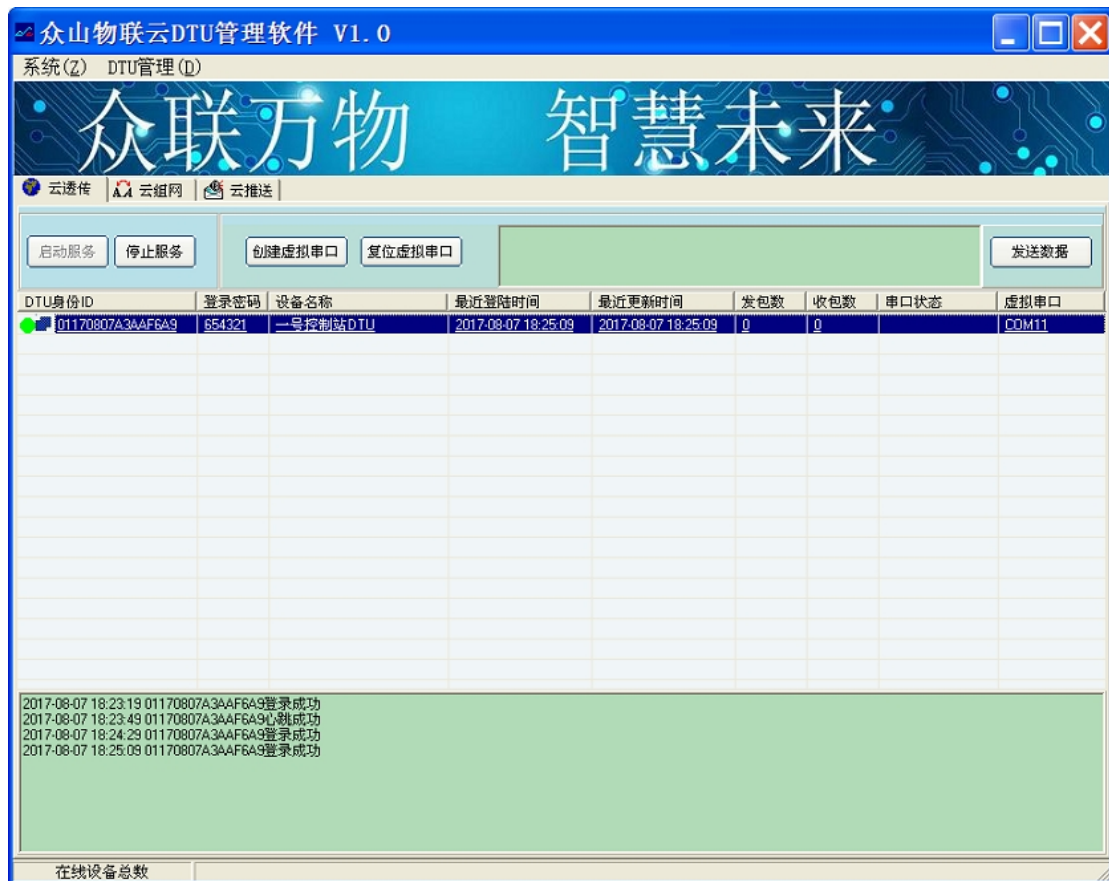 众山物联云DTU管理软件 V1.0
系统(Z) DTU管理(D)
众联万物 智慧未来
云透传 云组网 云推送
启动服务 停止服务 创建虚拟串口 复位虚拟串口 发送数据
DTU身份ID 登录密码 设备名称 最近登陆时间 最近更新时间 发包数 收包数 串口状态 虚拟串口
01170807A3AAF6A9 654321 一号控制站DTU 2017-08-07 18:25:09 2017-08-07 18:25:09 0 0 COM11
2017-08-07 18:23:19 01170807A3AAF6A9登录成功
2017-08-07 18:23:49 01170807A3AAF6A9心跳成功
2017-08-07 18:24:29 01170807A3AAF6A9登录成功
2017-08-07 18:25:09 01170807A3AAF6A9登录成功
在线设备总数